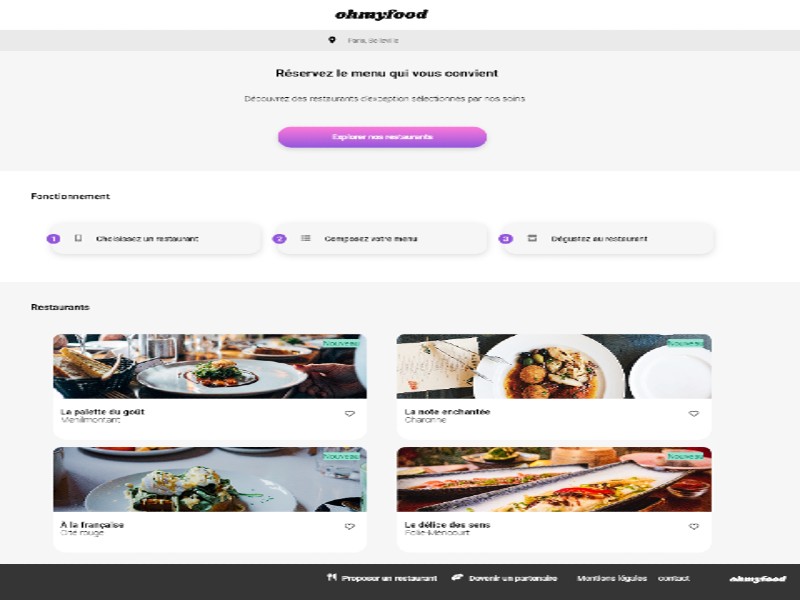 ohmyfood
Paris, Belleville
Réservez le menu qui vous convient
Découvrez des restaurants d'exception sélectionnés par nos soins
Explorer nos restaurants
Fonctionnement
1 Choisissez un restaurant
2 Composez votre menu
3 Dégustez au restaurant
Restaurants
Nouveau
La palette du goût
Ménilmontant
Nouveau
La note enchantée
Charonne
Nouveau
À la française
Cité rouge
Nouveau
Le délice des sens
Folie-Méricourt
Proposer un restaurant Devenir un partenaire Mentions légales contact ohmyfood